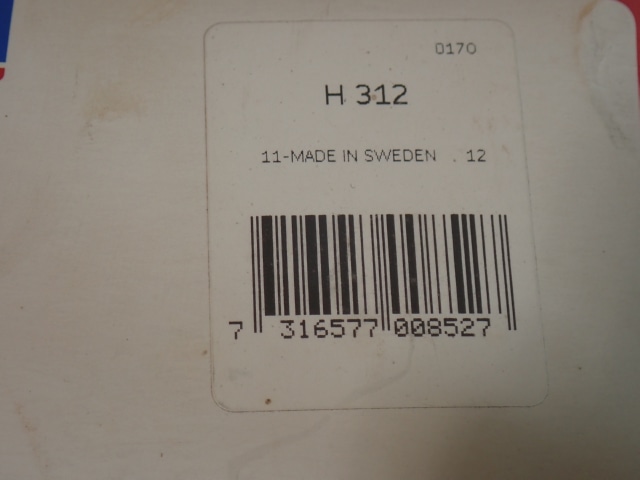 0170
H 312
11-MADE IN SWEDEN . 12
7 316577 008527